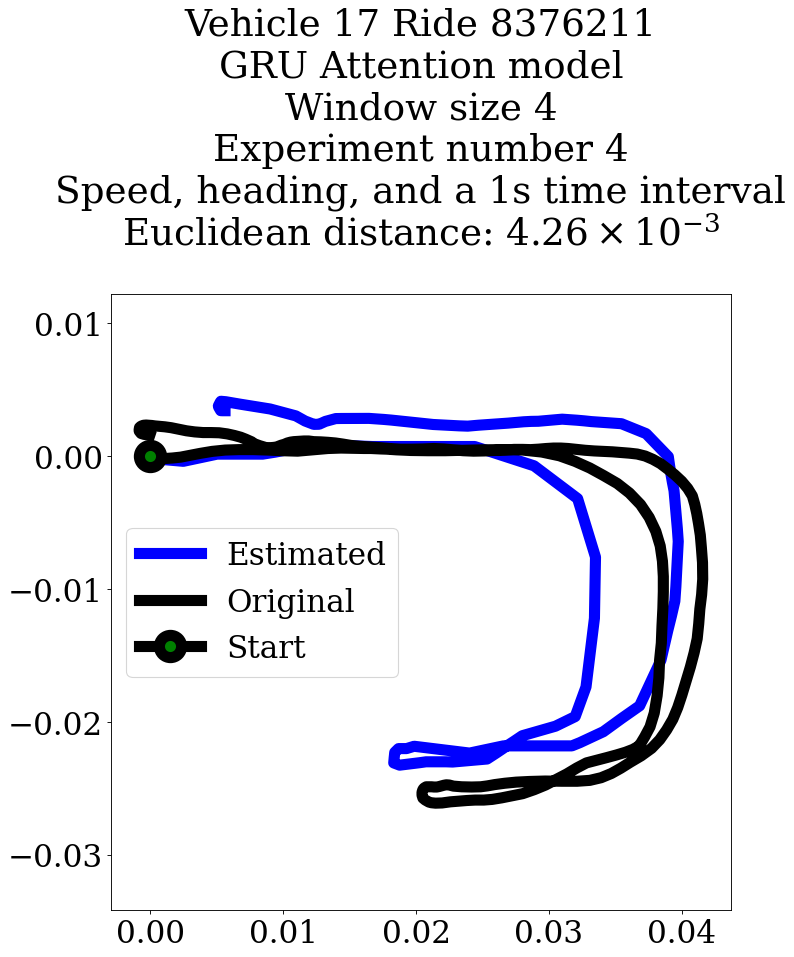 Vehicle 17 Ride 8376211
GRU Attention model
Window size 4
Experiment number 4
Speed, heading, and a 1s time interval
Euclidean distance: 4.26 × 10⁻³
0.01
0.00
−0.01
−0.02
−0.03
Estimated
Original
Start
0.00 0.01 0.02 0.03 0.04